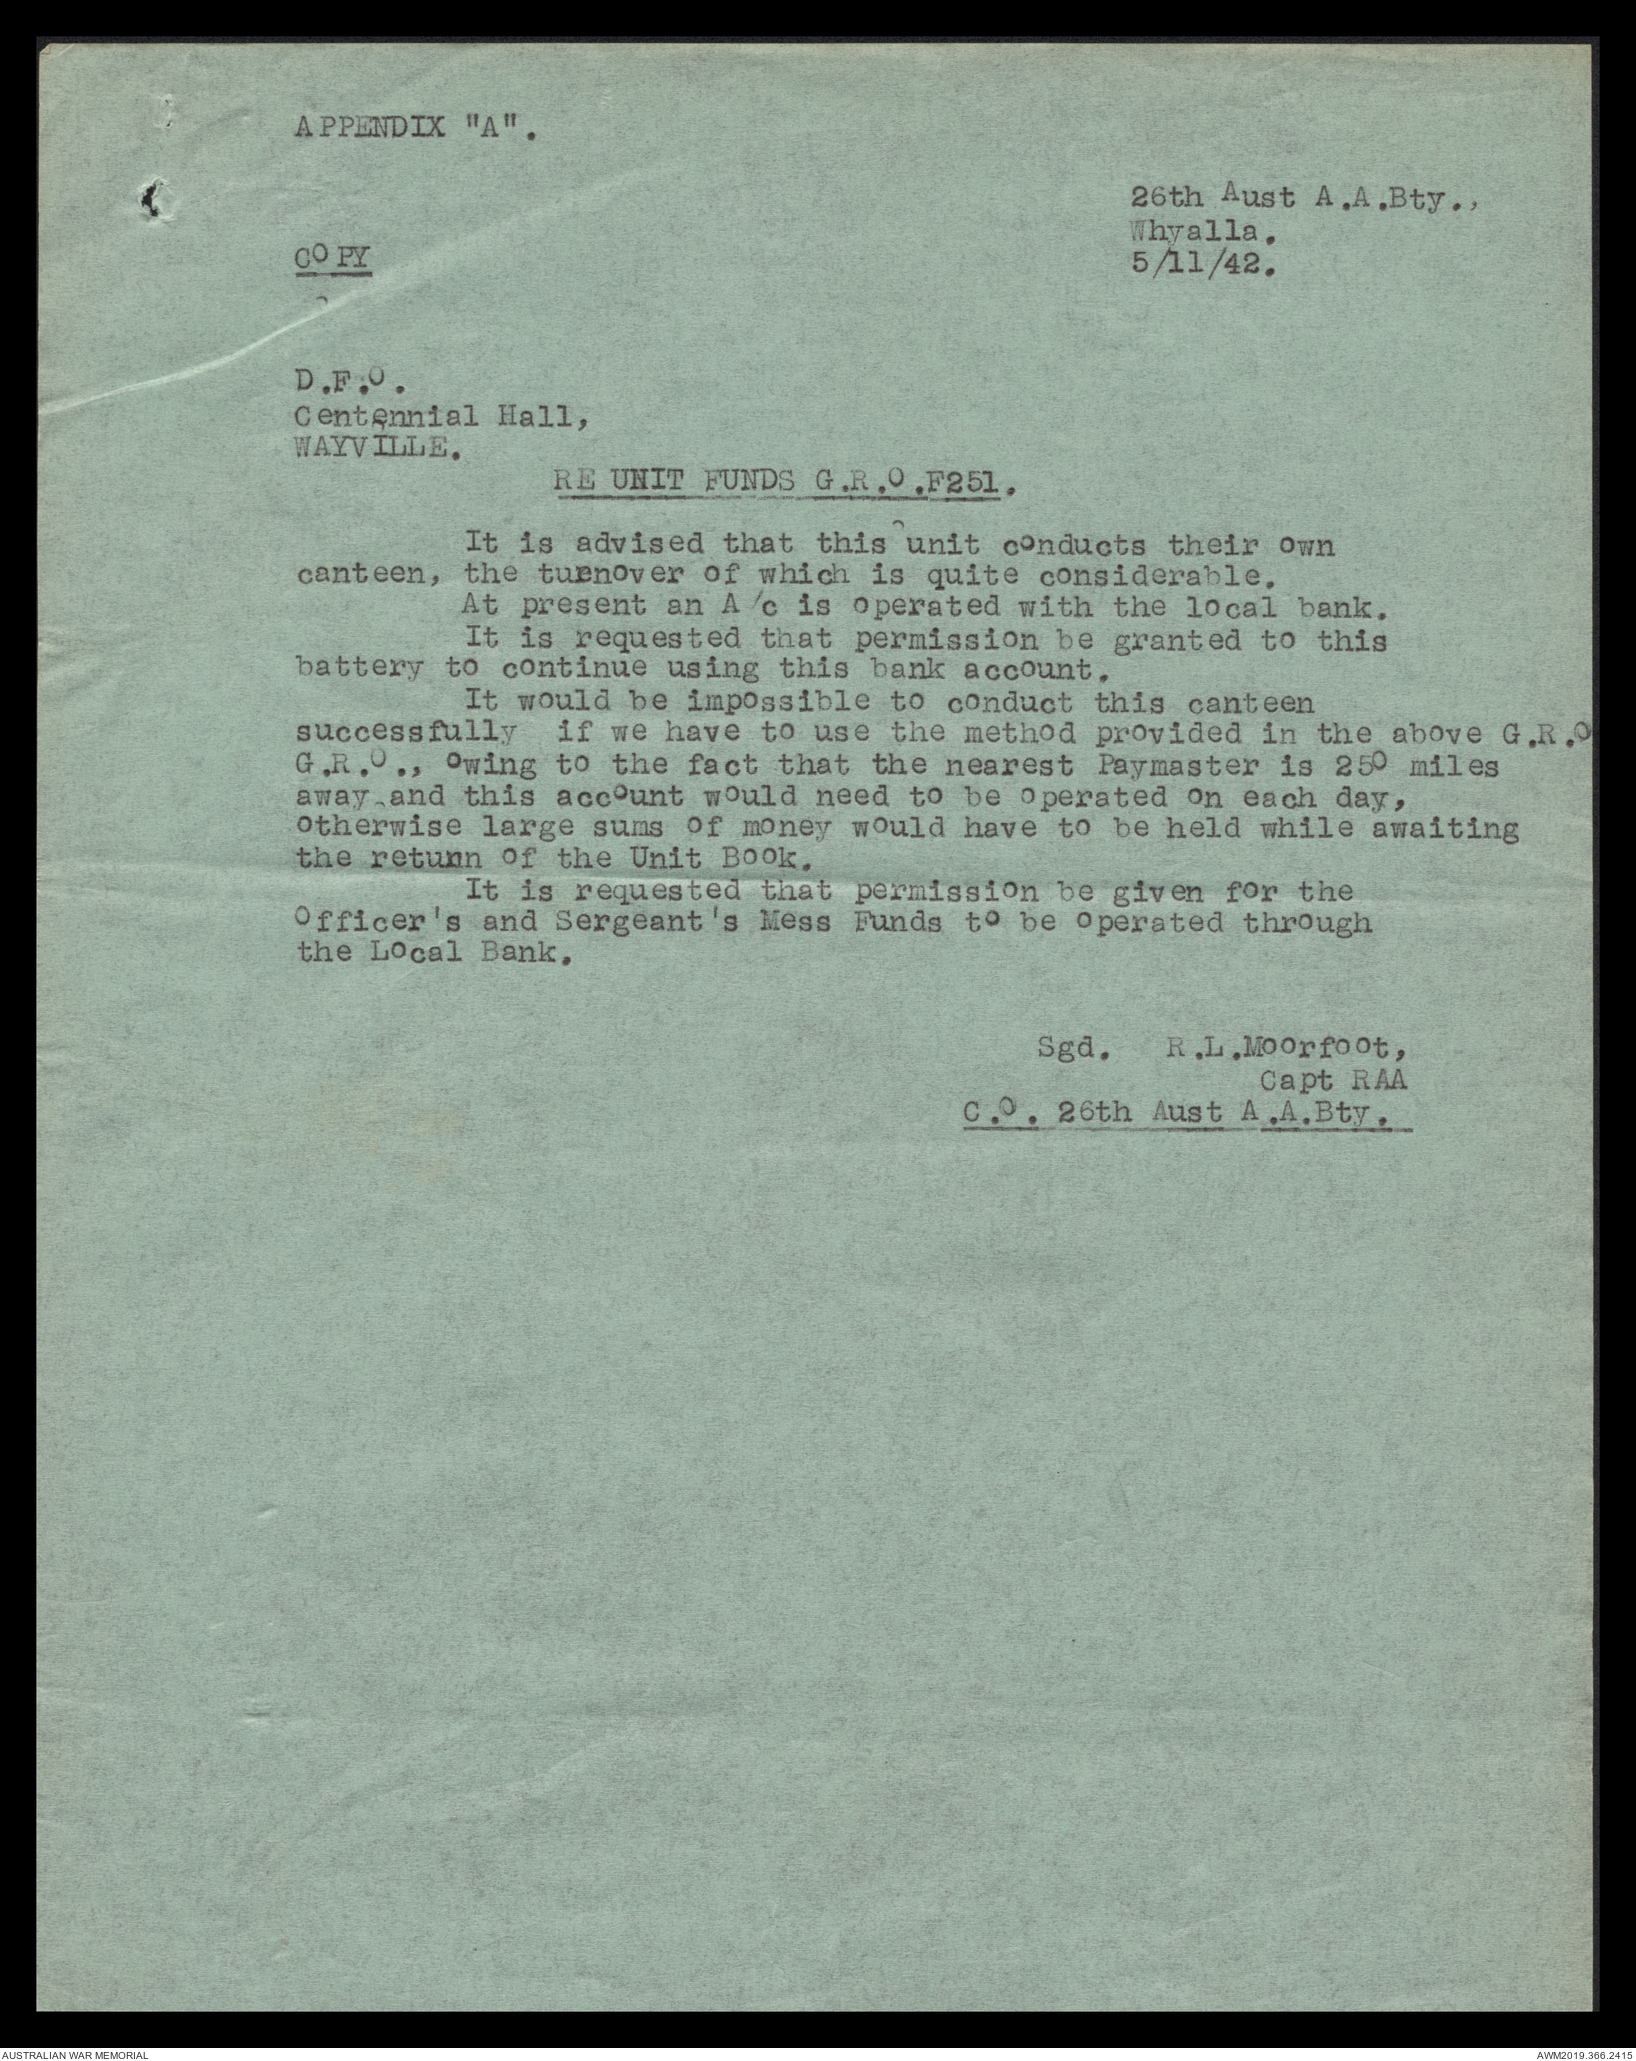 APPENDIX "A".
26th Aust A.A.Bty.,
Whyalla.
5/11/42.
COPY
D.F.O.
Centennial Hall,
WAYVILLE.
RE UNIT FUNDS G.R.O.F251.
It is advised that this unit conducts their own
canteen, the turnover of which is quite considerable.
At present an A/c is operated with the local bank.
It is requested that permission be granted to this
battery to continue using this bank account.
It would be impossible to conduct this canteen
successfully if we have to use the method provided in the above G.R.O
G.R.O., owing to the fact that the nearest Paymaster is 250 miles
away and this account would need to be operated on each day,
otherwise large sums of money would have to be held while awaiting
the return of the Unit Book.
It is requested that permission be given for the
Officer's and Sergeant's Mess Funds to be operated through
the Local Bank.
Sgd. R.L.Moorfoot,
Capt RAA
C.O. 26th Aust A.A.Bty.
AUSTRALIAN WAR MEMORIAL
AWM2019.366.2415